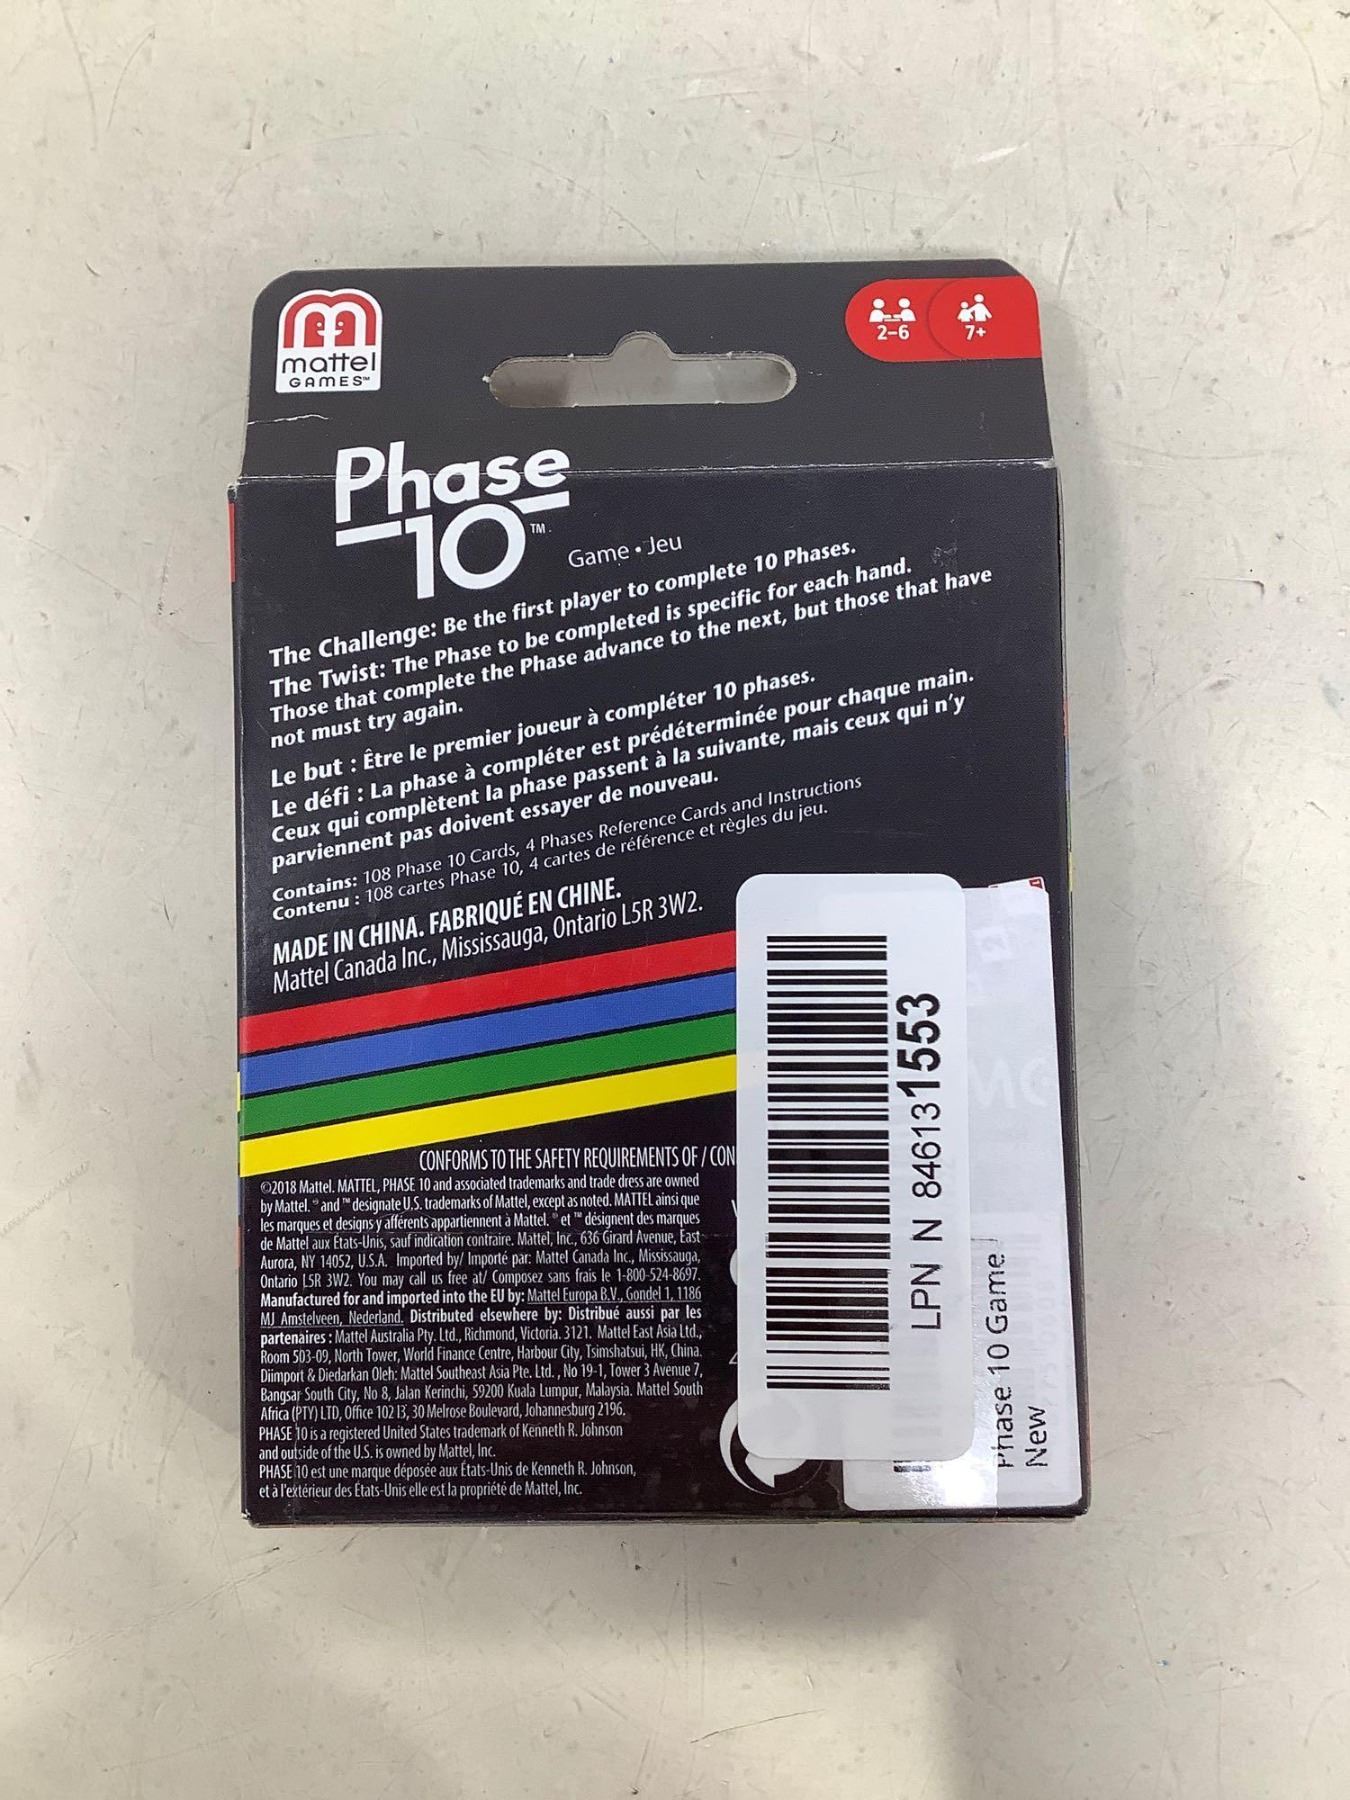 mattel
GAMES™
2-6
7+
Phase
10™
Game • Jeu
The Challenge: Be the first player to complete 10 Phases.
The Twist: The Phase to be completed is specific for each hand.
Those that complete the Phase advance to the next, but those that have
not must try again.
Le but : Être le premier joueur à compléter 10 phases.
Le défi : La phase à compléter est prédéterminée pour chaque main.
Ceux qui complètent la phase passent à la suivante, mais ceux qui n'y
parviennent pas doivent essayer de nouveau.
Contains: 108 Phase 10 Cards, 4 Phases Reference Cards and Instructions
Contenu : 108 cartes Phase 10, 4 cartes de référence et règles du jeu.
MADE IN CHINA. FABRIQUÉ EN CHINE.
Mattel Canada Inc., Mississauga, Ontario L5R 3W2.
CONFORMS TO THE SAFETY REQUIREMENTS OF / CON
©2018 Mattel. MATTEL, PHASE 10 and associated trademarks and trade dress are owned
by Mattel. ® and ™ designate U.S. trademarks of Mattel, except as noted. MATTEL ainsi que
les marques et designs y afférents appartiennent à Mattel. ® et ™ désignent des marques
de Mattel aux États-Unis, sauf indication contraire. Mattel, Inc., 636 Girard Avenue, East
Aurora, NY 14052, U.S.A. Imported by/ Importé par: Mattel Canada Inc., Mississauga,
Ontario L5R 3W2. You may call us free at/ Composez sans frais le 1-800-524-8697.
Manufactured for and imported into the EU by: Mattel Europa B.V., Gondel 1, 1186
MJ Amstelveen, Nederland. Distributed elsewhere by: Distribué aussi par les
partenaires : Mattel Australia Pty. Ltd., Richmond, Victoria. 3121. Mattel East Asia Ltd.,
Room 503-09, North Tower, World Finance Centre, Harbour City, Tsimshatsui, HK, China.
Diimport & Diedarkan Oleh: Mattel Southeast Asia Pte. Ltd., No 19-1, Tower 3 Avenue 7,
Bangsar South City, No 8, Jalan Kerinchi, 59200 Kuala Lumpur, Malaysia. Mattel South
Africa (PTY) LTD, Office 102 I3, 30 Melrose Boulevard, Johannesburg 2196.
PHASE 10 is a registered United States trademark of Kenneth R. Johnson
and outside of the U.S. is owned by Mattel, Inc.
PHASE 10 est une marque déposée aux États-Unis de Kenneth R. Johnson,
et à l'extérieur des États-Unis elle est la propriété de Mattel, Inc.
LPN N 846131553
Phase 10 Game
New